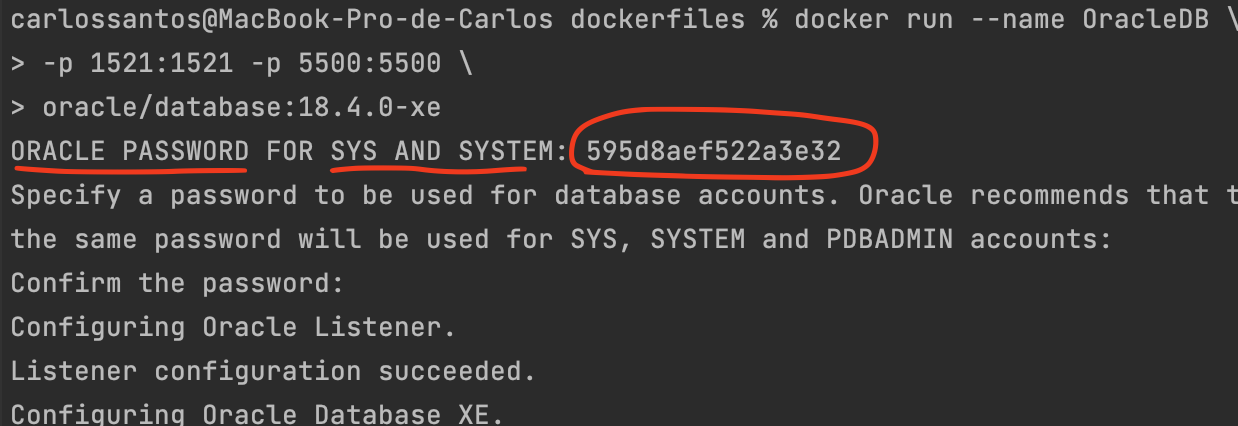 carlossantos@MacBook-Pro-de-Carlos dockerfiles % docker run --name OracleDB \
> -p 1521:1521 -p 5500:5500 \
> oracle/database:18.4.0-xe
ORACLE PASSWORD FOR SYS AND SYSTEM: 595d8aef522a3e32
Specify a password to be used for database accounts. Oracle recommends that t
the same password will be used for SYS, SYSTEM and PDBADMIN accounts:
Confirm the password:
Configuring Oracle Listener.
Listener configuration succeeded.
Configuring Oracle Database XE.